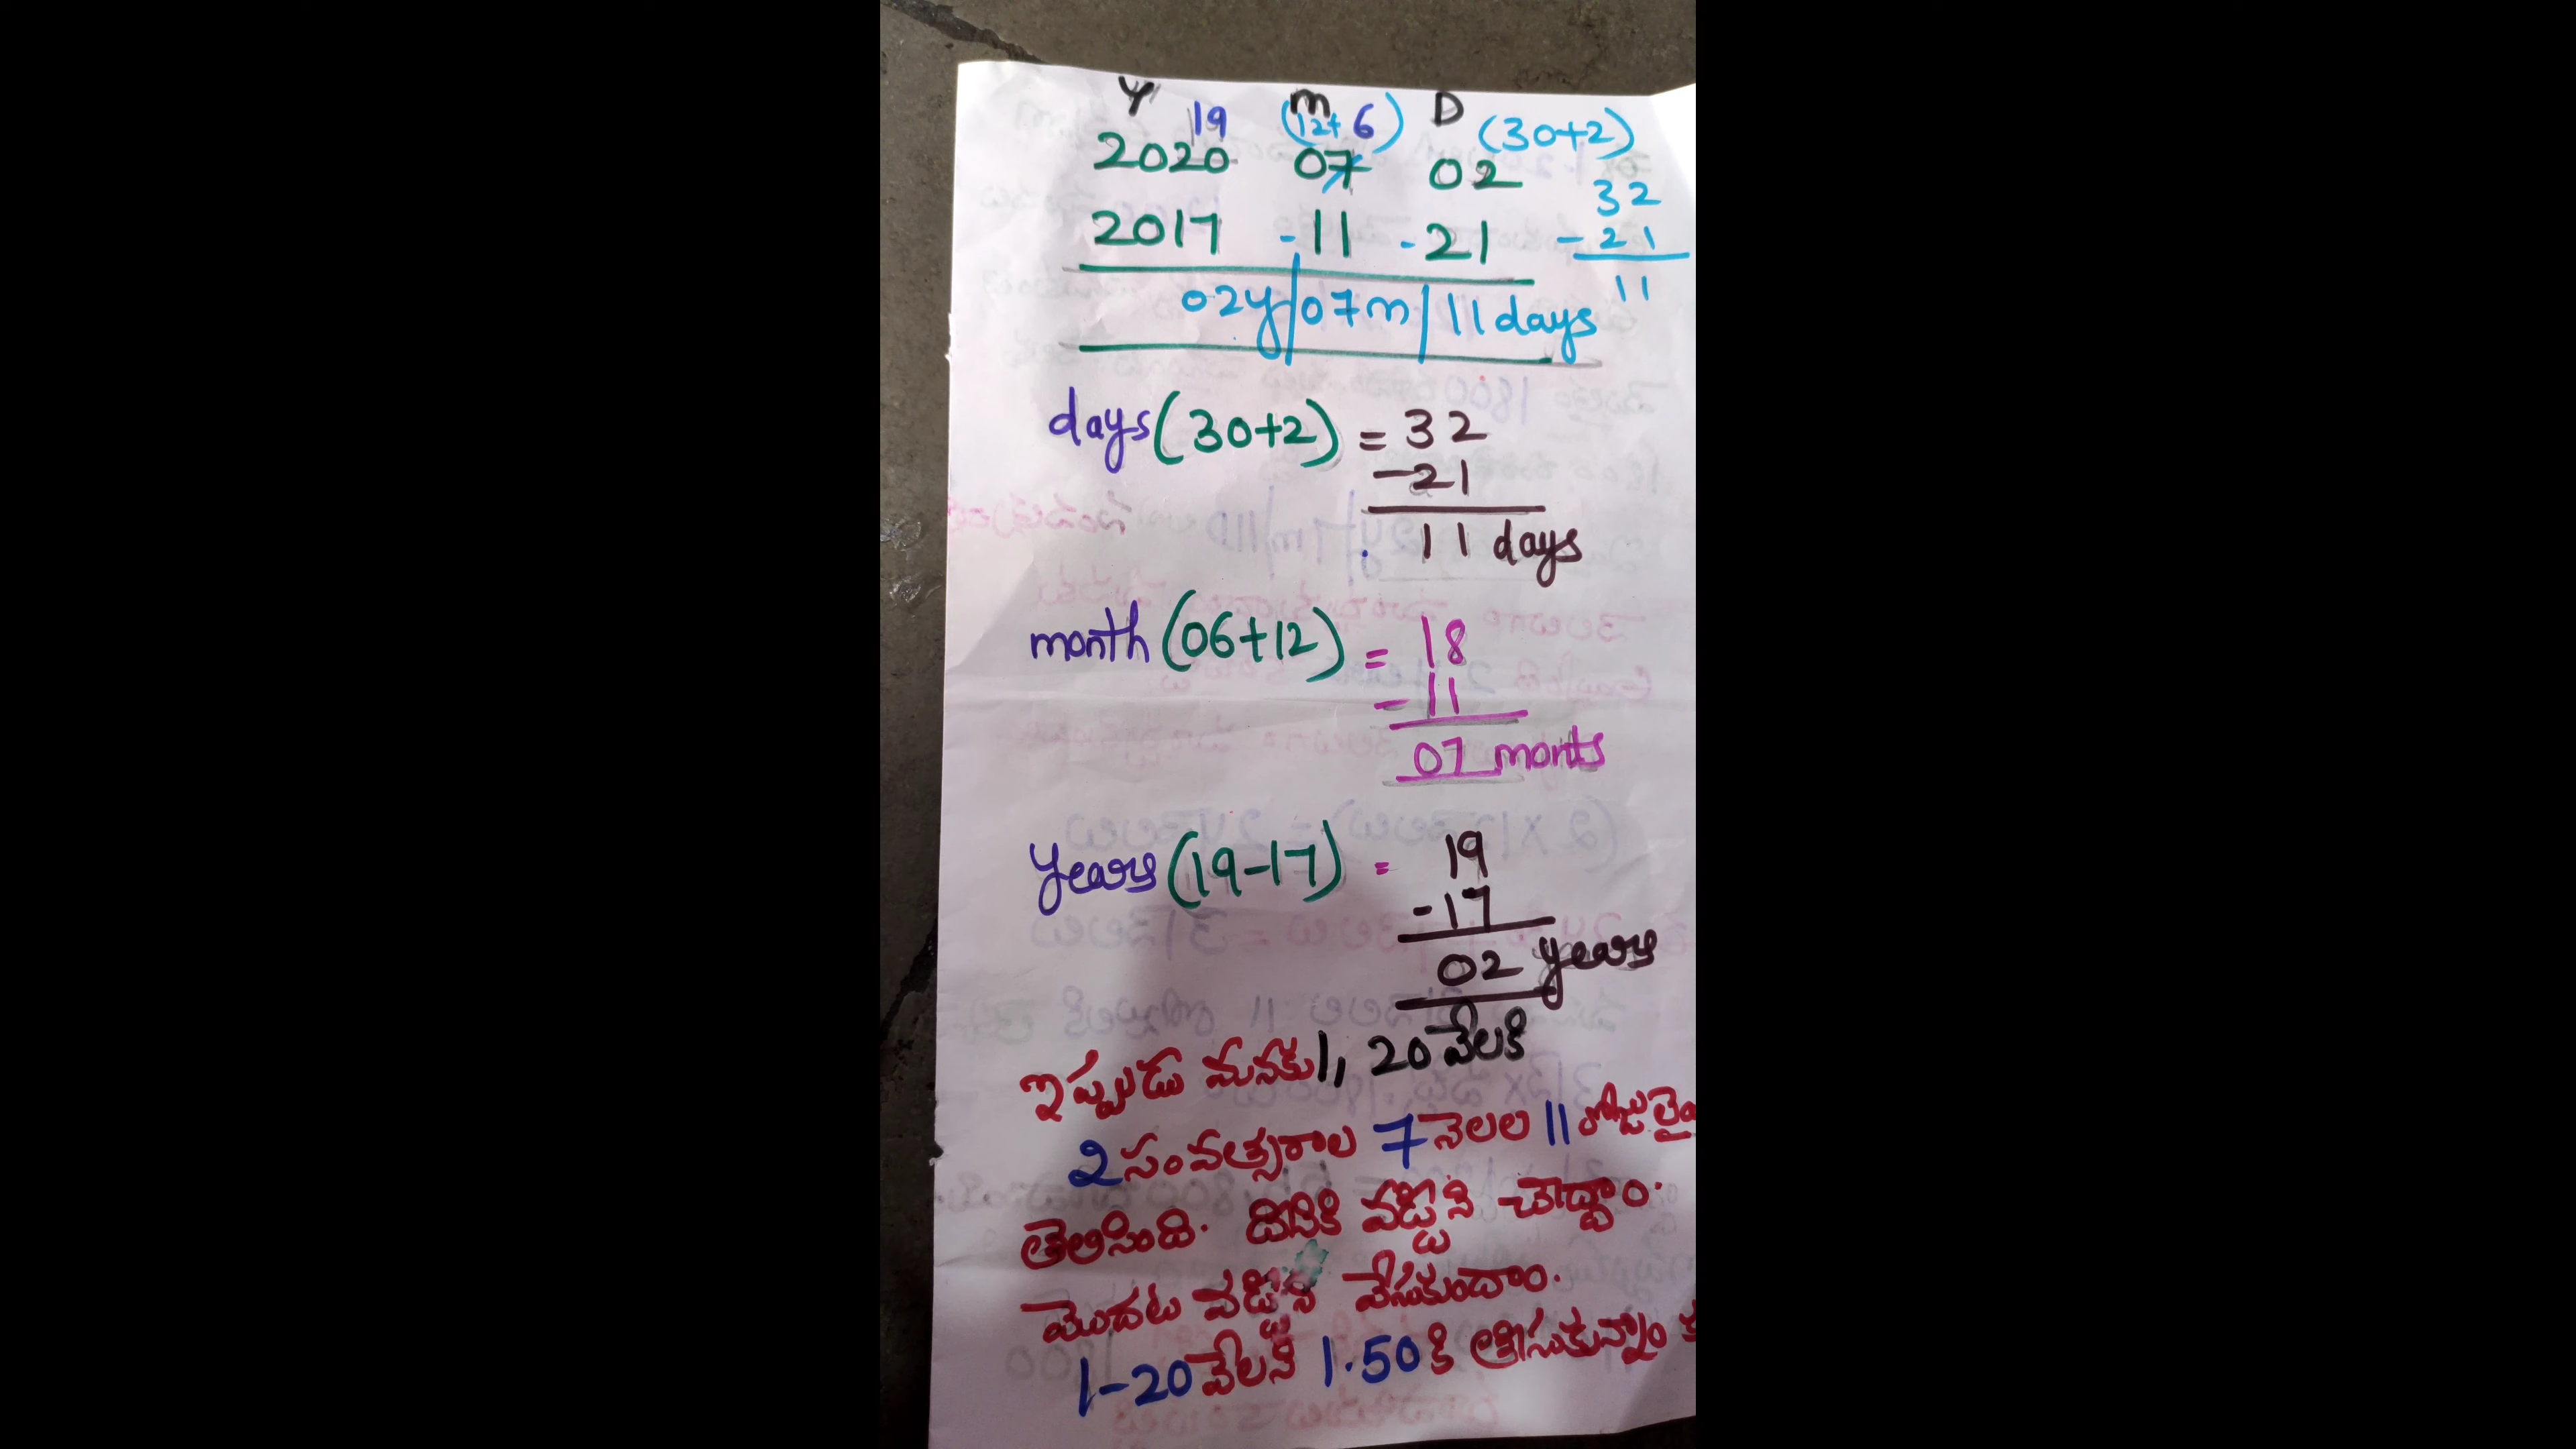 Y m D
19 (12+6) (30+2)
2020 07 02
32
2017 -11 -21 -21
11
02y/07m/11 days
days (30+2) = 32
-21
11 days
month (06+12) = 18
-11
07 monts
years (19-17) = 19
-17
02 years
ఇప్పుడు మనకు 1, 20 వేలకి
2 సంవత్సరాల 7 నెలల 11
తెలిసింది. దీనికి వడ్డీని చూద్దాం.
మొదట వడ్డీని వేసుకుందాం.
1-20 వేలని 1.50కి తీసుకున్నాం